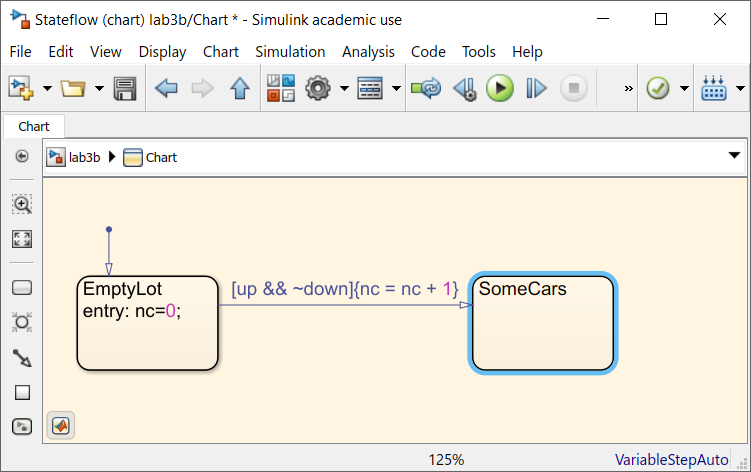 Stateflow (chart) lab3b/Chart * - Simulink academic use
File Edit View Display Chart Simulation Analysis Code Tools Help
»
Chart
lab3b Chart
EmptyLot
entry: nc=0;
[up && ~down]{nc = nc + 1}
SomeCars
125%
VariableStepAuto